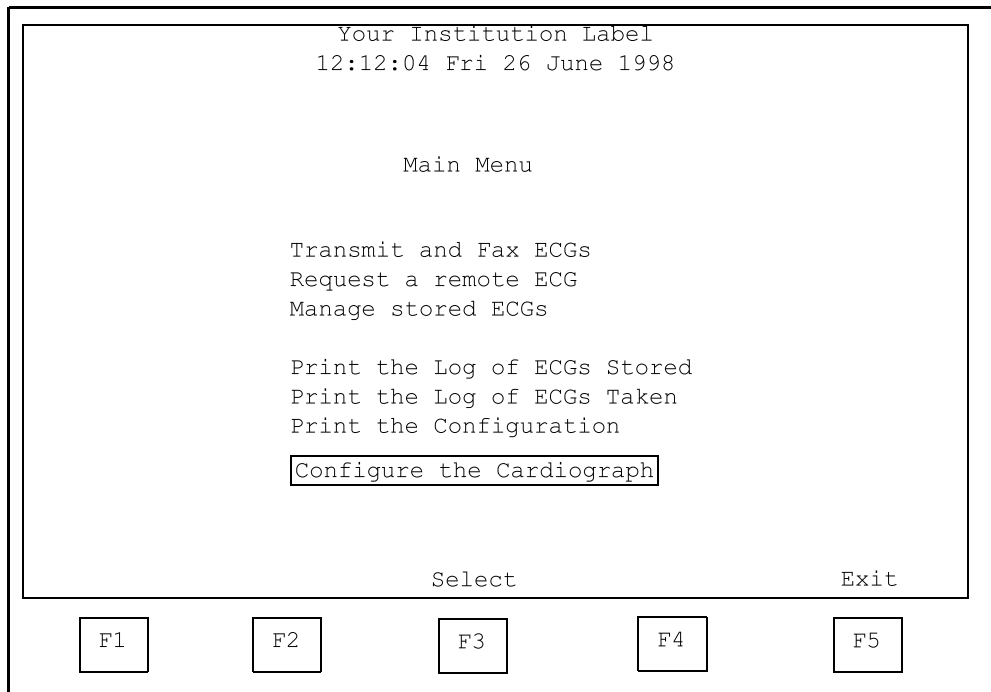 Your Institution Label
12:12:04 Fri 26 June 1998
Main Menu
Transmit and Fax ECGs
Request a remote ECG
Manage stored ECGs
Print the Log of ECGs Stored
Print the Log of ECGs Taken
Print the Configuration
Configure the Cardiograph
Select Exit
F1 F2 F3 F4 F5